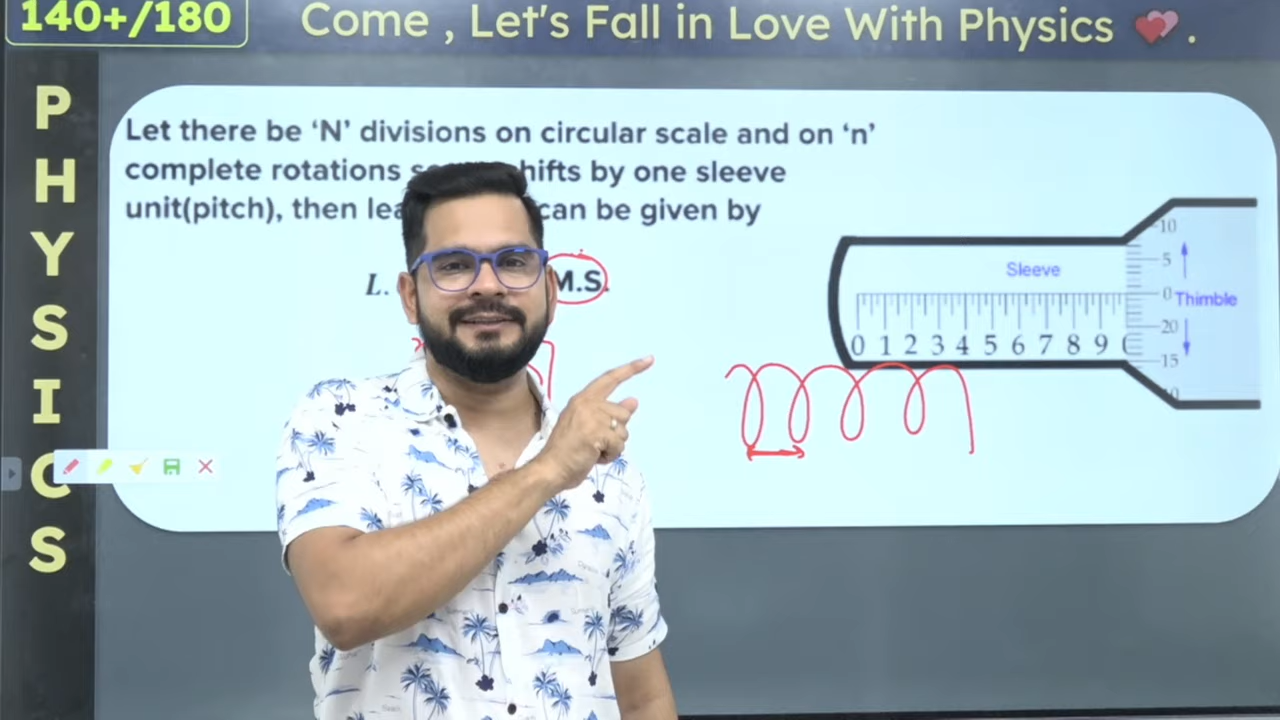 140+/180
Come , Let's Fall in Love With Physics 💕 .
PHYSICS
Let there be ‘N’ divisions on circular scale and on ‘n’
complete rotations shifts by one sleeve
unit(pitch), then can be given by
L. M.S.
Sleeve
Thimble
10
5
0
20
15
0 1 2 3 4 5 6 7 8 9